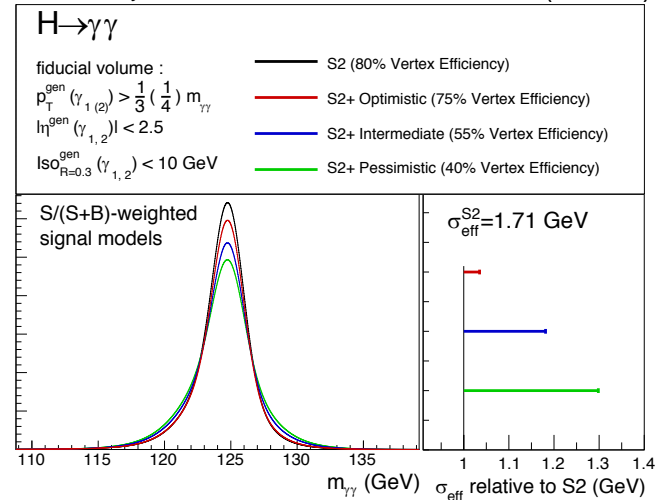 H→γγ
fiducial volume :
p_T^gen (γ_1 (2)) > 1/3 ( 1/4 ) m_γγ
|η^gen (γ_1, 2)| < 2.5
Iso_R=0.3^gen (γ_1, 2) < 10 GeV
S2 (80% Vertex Efficiency)
S2+ Optimistic (75% Vertex Efficiency)
S2+ Intermediate (55% Vertex Efficiency)
S2+ Pessimistic (40% Vertex Efficiency)
S/(S+B)-weighted
signal models
σ_eff^S2=1.71 GeV
110 115 120 125 130 135
m_γγ (GeV)
1 1.1 1.2 1.3 1.4
σ_eff relative to S2 (GeV)